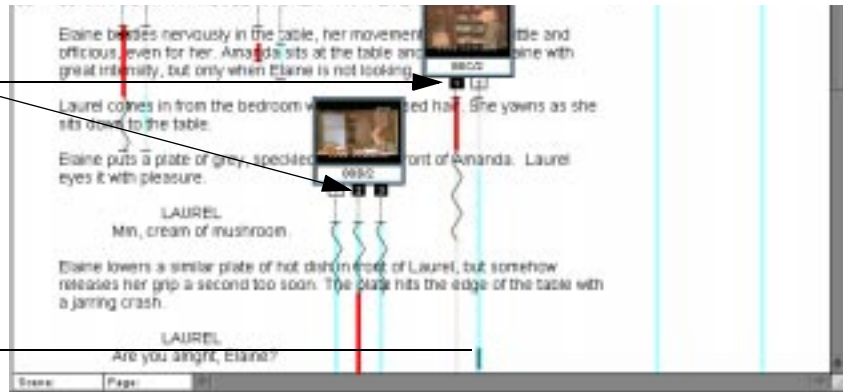 Elaine bustles nervously in the table, her movement ttle and
officious, even for her. Amanda sits at the table and aine with
great intensity, but only when Elaine is not looking.
Laurel comes in from the bedroom w sed hair. She yawns as she
sits down to the table.
Elaine puts a plate of grey, speckled ront of Amanda. Laurel
eyes it with pleasure.
LAUREL
Mm, cream of mushroom.
Elaine lowers a similar plate of hot dish in front of Laurel, but somehow
releases her grip a second too soon. The plate hits the edge of the table with
a jarring crash.
LAUREL
Are you alright, Elaine?
Scene: Page: